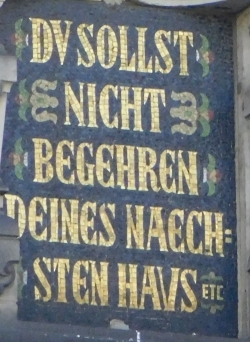 DV SOLLST
NICHT
BEGEHREN
DEINES NAECH=
STEN HAVS ETC